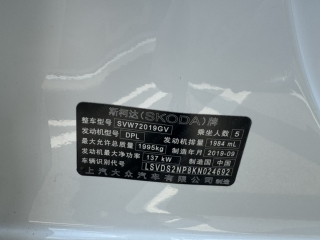 斯柯达(SKODA)牌
整车型号 SVW72019GV 乘坐人数 5
发动机型号 DPL 发动机排量 1984 mL
最大允许总质量 1995kg 制造年月 2019-09
发动机最大净功率 137 kW 制造国 中国
车辆识别代号 LSVDS2NP8KN024692
上汽大众汽车有限公司